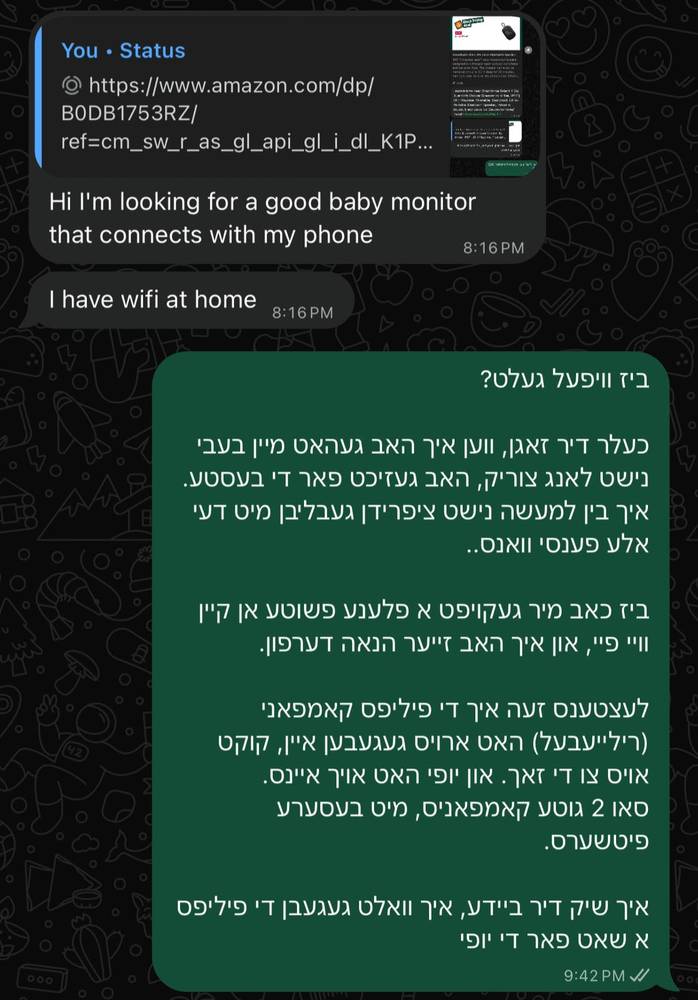 You • Status
https://www.amazon.com/dp/
B0DB1753RZ/
ref=cm_sw_r_as_gl_api_gl_i_dl_K1P...
Hi I'm looking for a good baby monitor
that connects with my phone
8:16 PM
I have wifi at home
8:16 PM
ביז וויפעל געלט?
כעלר דיר זאגן, ווען איך האב געהאט מיין בעבי
נישט לאנג צוריק, האב געזיכט פאר די בעסטע.
איך בין למעשה נישט ציפרידן געבליבן מיט דעי
אלע פענסי וואנס..
ביז כאב מיר געקויפט א פלענע פשוטע אן קיין
וויי פיי, און איך האב זייער הנאה דערפון.
לעצטענס זעה איך די פיליפס קאמפאני
(רילייעבעל) האט ארויס געגעבען איין, קוקט
אויס צו די זאך. און יופי האט אויך איינס.
סאו 2 גוטע קאמפאניס, מיט בעסערע
פיטשערס.
איך שיק דיר ביידע, איך וואלט געגעבן די פיליפס
א שאט פאר די יופי
9:42 PM